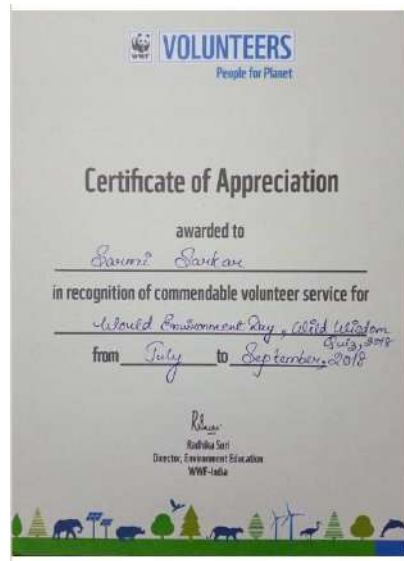 WWF VOLUNTEERS
People for Planet
Certificate of Appreciation
awarded to
Sarmi Sarkar
in recognition of commendable volunteer service for
World Environment Day, Wild Wisdom
Quiz, 2018
from July to September, 2018
Radhika Suri
Director, Environment Education
WWF-India